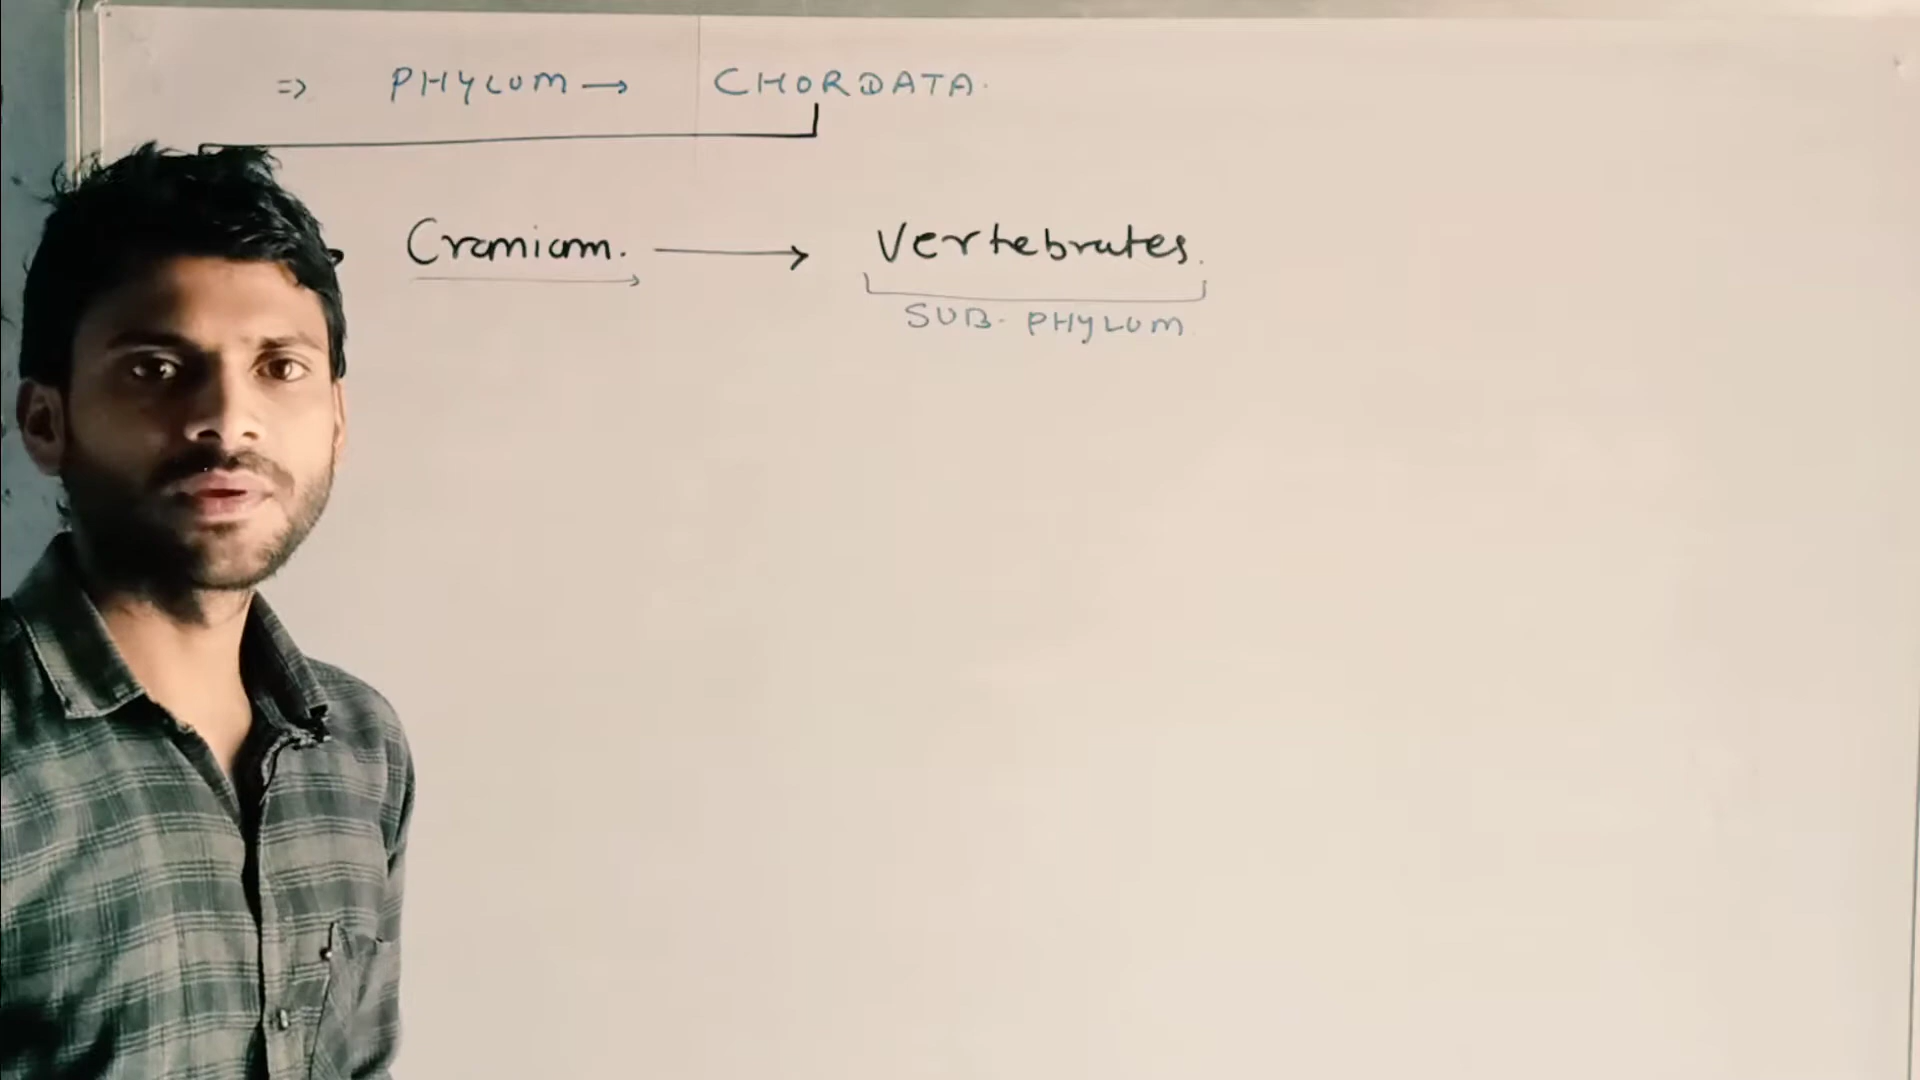 => PHYLUM → CHORDATA.
Cranium. → Vertebrates.
SUB. PHYLUM